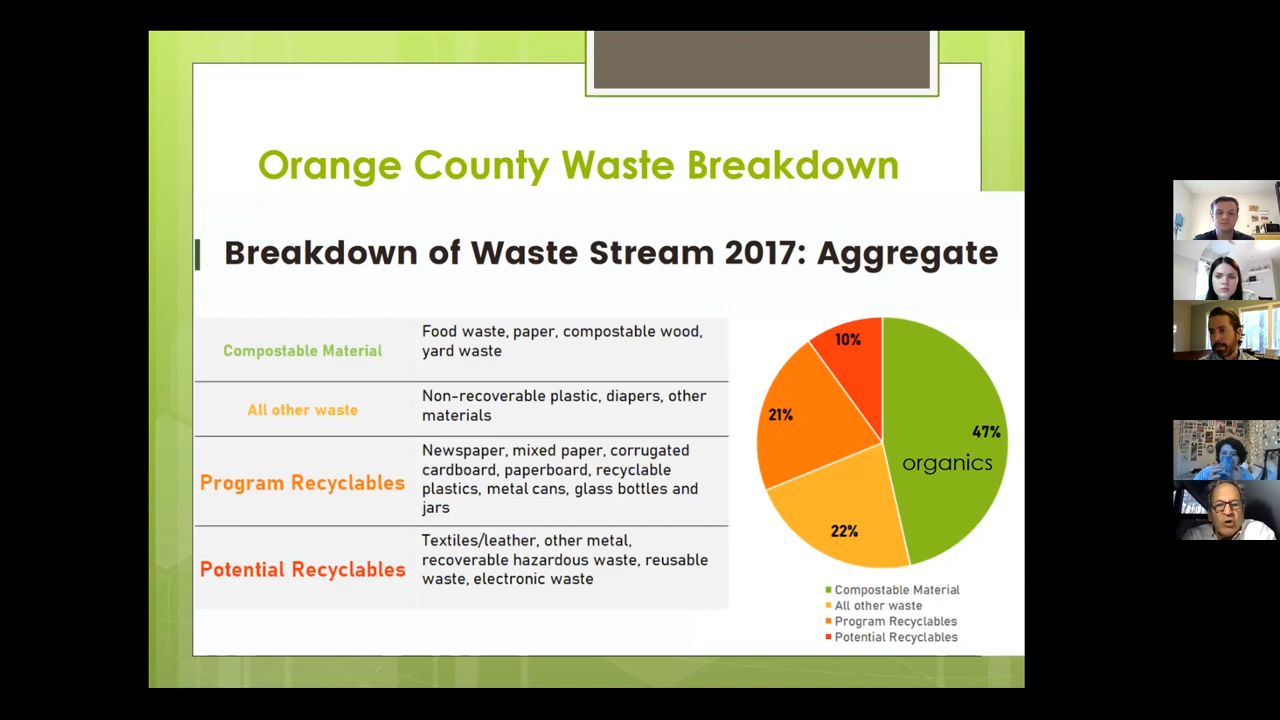 Orange County Waste Breakdown
Breakdown of Waste Stream 2017: Aggregate
Compostable Material
Food waste, paper, compostable wood,
yard waste
All other waste
Non-recoverable plastic, diapers, other
materials
Program Recyclables
Newspaper, mixed paper, corrugated
cardboard, paperboard, recyclable
plastics, metal cans, glass bottles and
jars
Potential Recyclables
Textiles/leather, other metal,
recoverable hazardous waste, reusable
waste, electronic waste
10%
21%
47%
organics
22%
Compostable Material
All other waste
Program Recyclables
Potential Recyclables